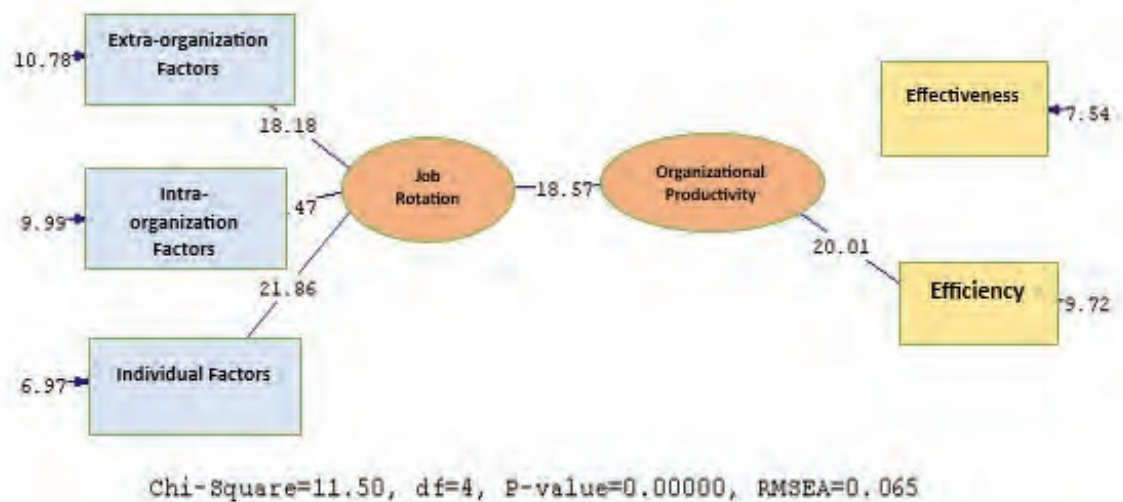 Extra-organization
Factors
10.78
18.18
Effectiveness
7.54
Intra-
organization
Factors
9.99
47
Job
Rotation
18.57
Organizational
Productivity
20.01
21.86
Efficiency
9.72
Individual Factors
6.97
Chi-Square=11.50, df=4, P-value=0.00000, RMSEA=0.065